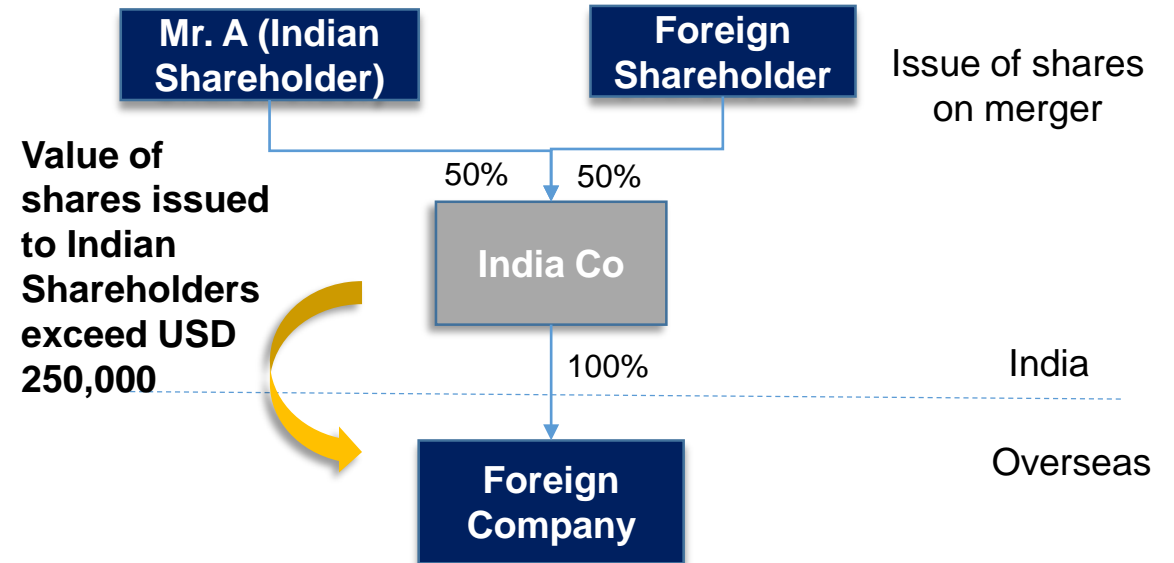 Mr. A (Indian
Shareholder)
Foreign
Shareholder
Issue of shares
on merger
Value of
shares issued
to Indian
Shareholders
exceed USD
250,000
50%
50%
India Co
100%
India
Overseas
Foreign
Company